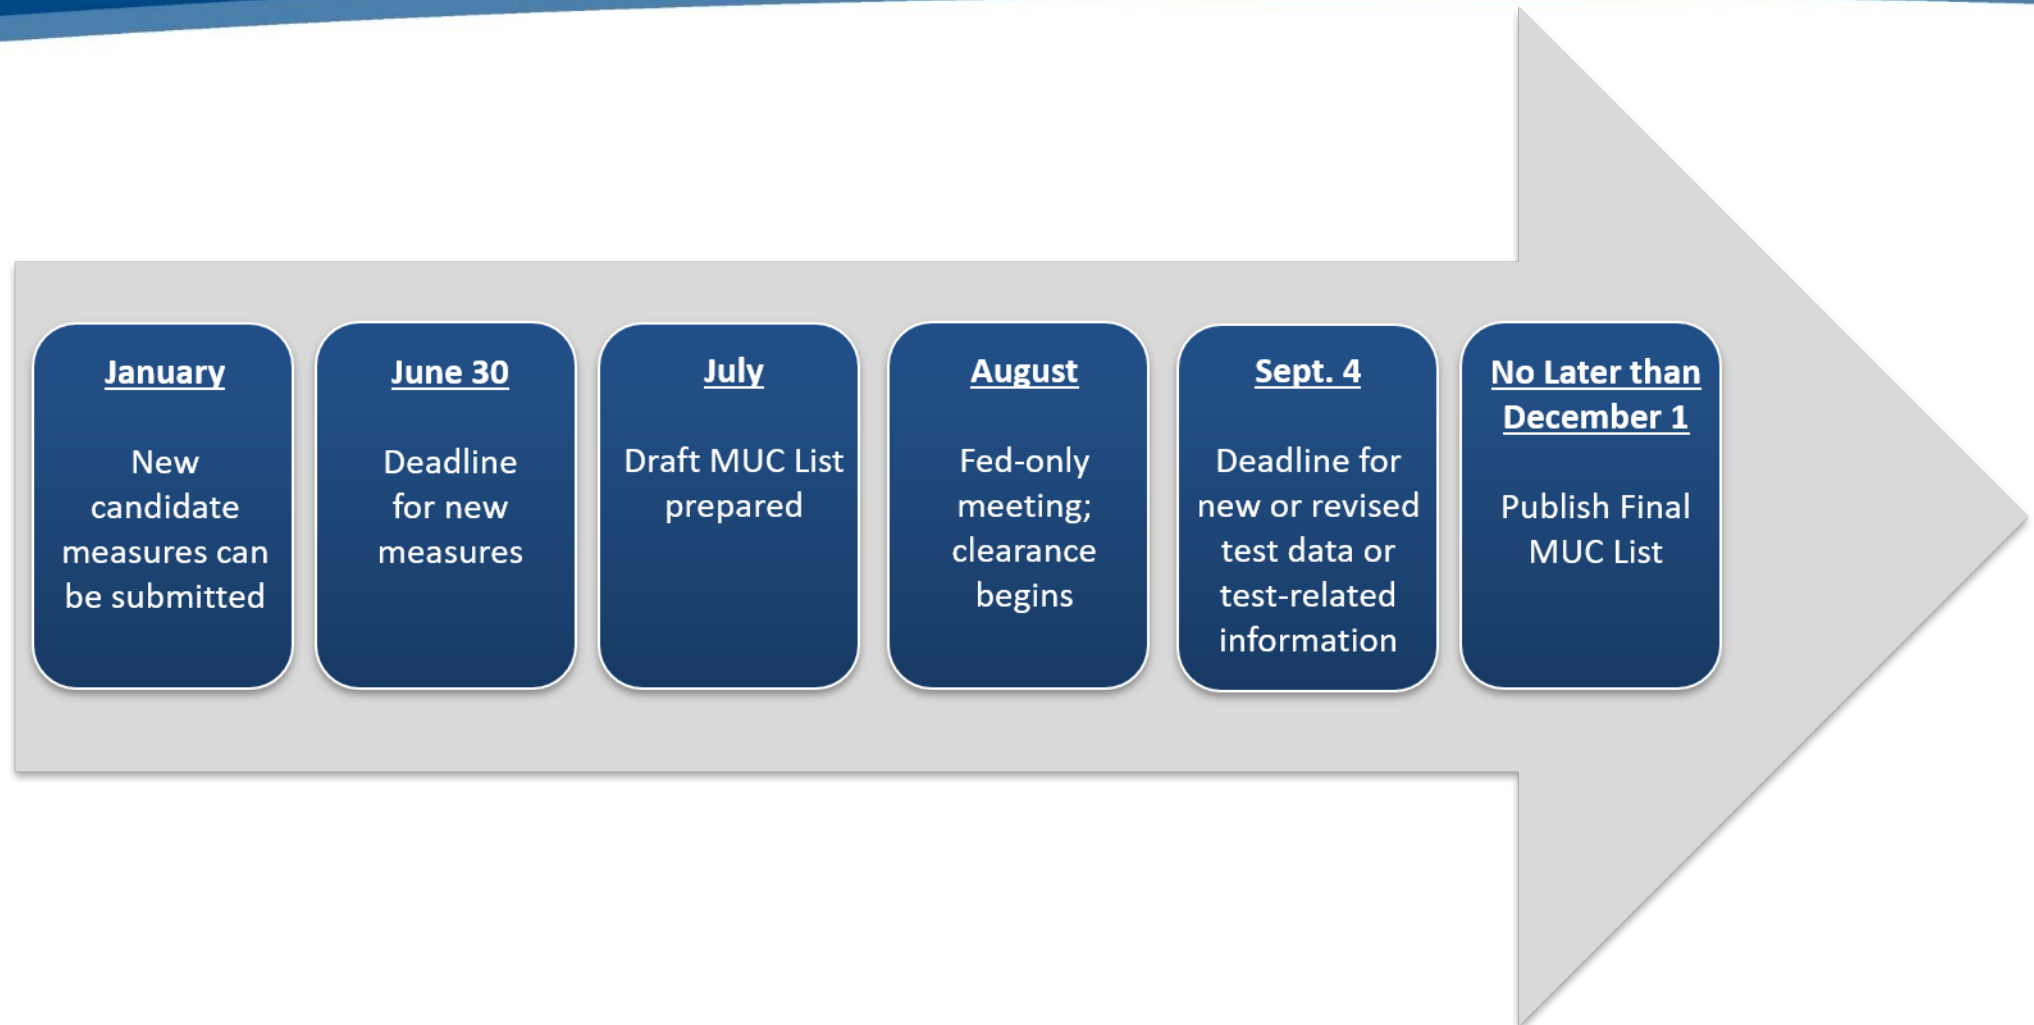 January
New
candidate
measures can
be submitted
June 30
Deadline
for new
measures
July
Draft MUC List
prepared
August
Fed-only
meeting;
clearance
begins
Sept. 4
Deadline for
new or revised
test data or
test-related
information
No Later than
December 1
Publish Final
MUC List